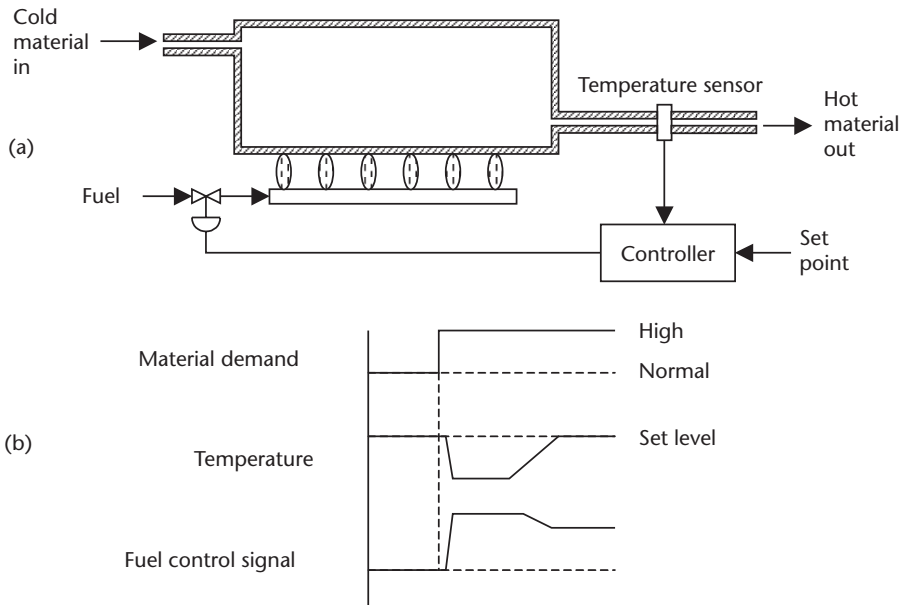 Cold
material
in
Temperature sensor
Hot
material
out
(a)
Fuel
Controller
Set
point
High
Material demand
Normal
(b)
Set level
Temperature
Fuel control signal